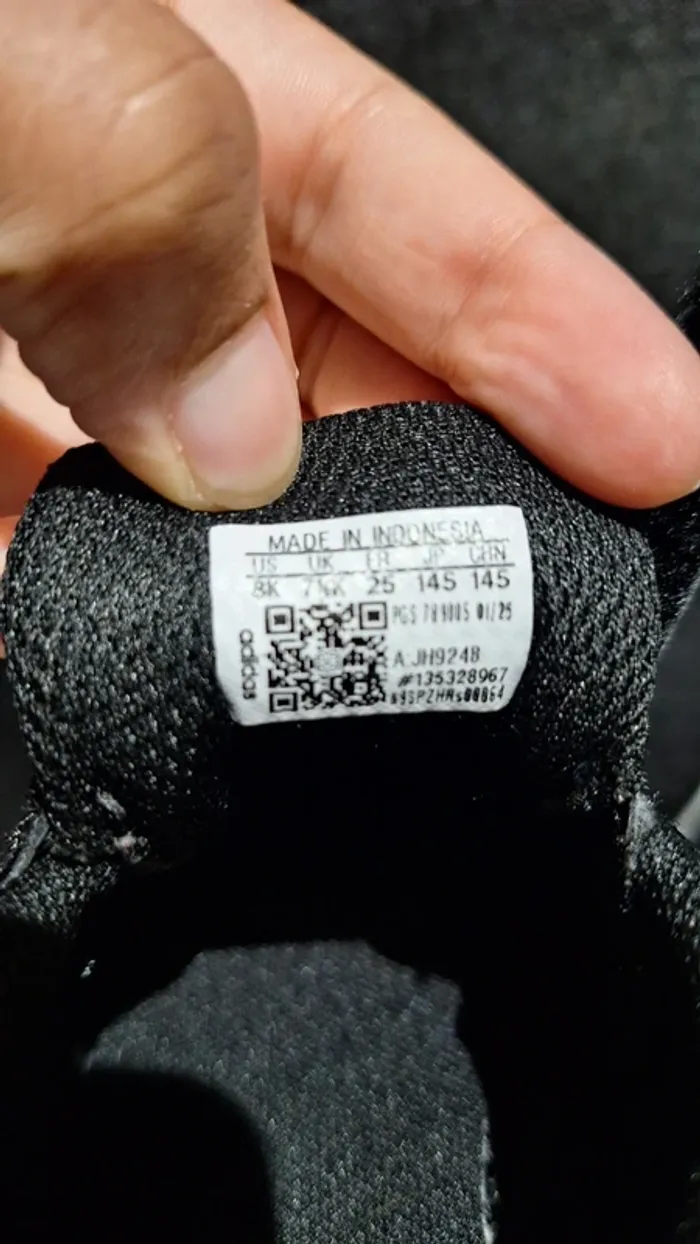 MADE IN INDONESIA
US UK FR JP CHN
8K 7½K 25 145 145
PGS 789005 01/25
adidas
A.JH9248
#135328967